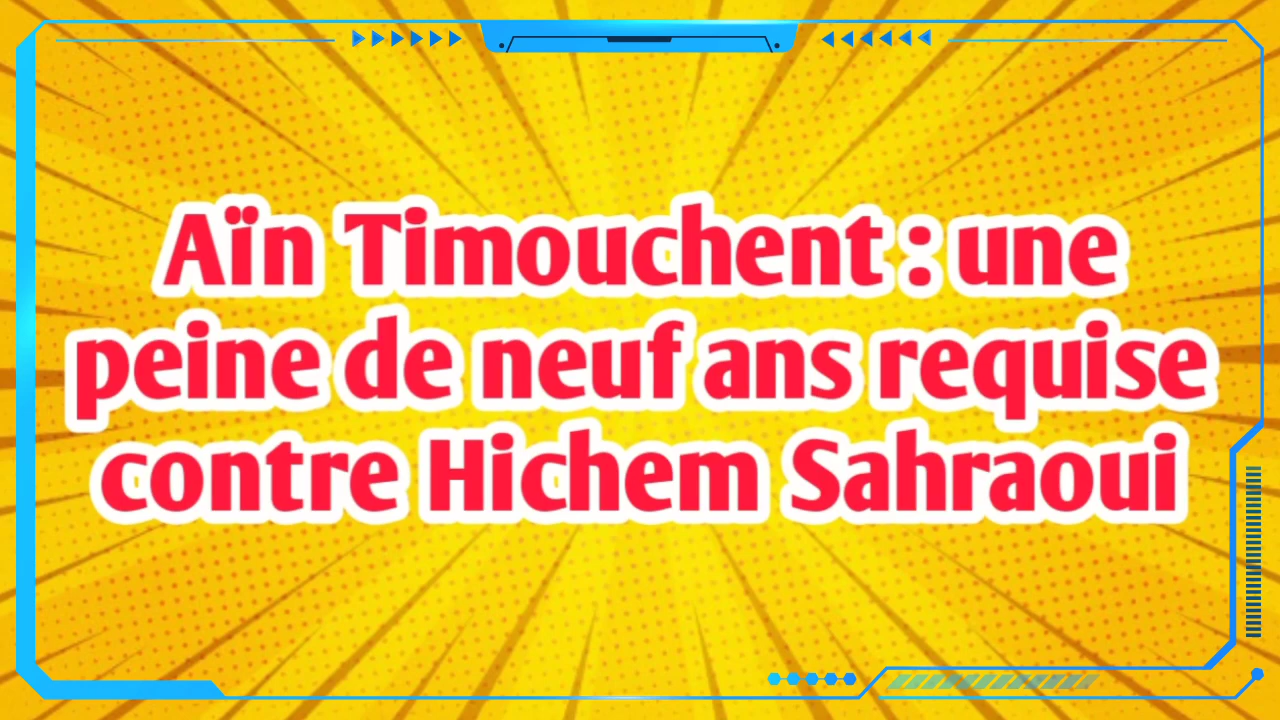 Aïn Timouchent : une
peine de neuf ans requise
contre Hichem Sahraoui